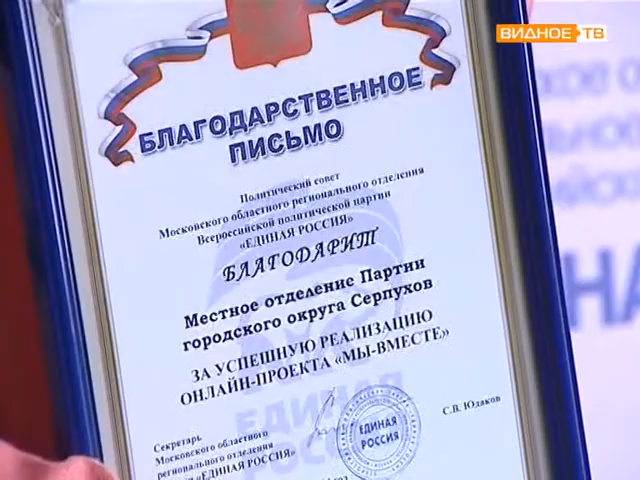 ВИДНОЕ ТВ
БЛАГОДАРСТВЕННОЕ
ПИСЬМО
Политический совет
Московского областного регионального отделения
Всероссийской политической партии
«ЕДИНАЯ РОССИЯ»
БЛАГОДАРИТ
Местное отделение Партии
городского округа Серпухов
ЗА УСПЕШНУЮ РЕАЛИЗАЦИЮ
ОНЛАЙН-ПРОЕКТА «МЫ-ВМЕСТЕ»
ЕДИНАЯ
РОССИЯ
Секретарь
Московского областного
регионального отделения
«ЕДИНАЯ РОССИЯ»
ЕДИНАЯ
РОССИЯ
С.В. Юдаков